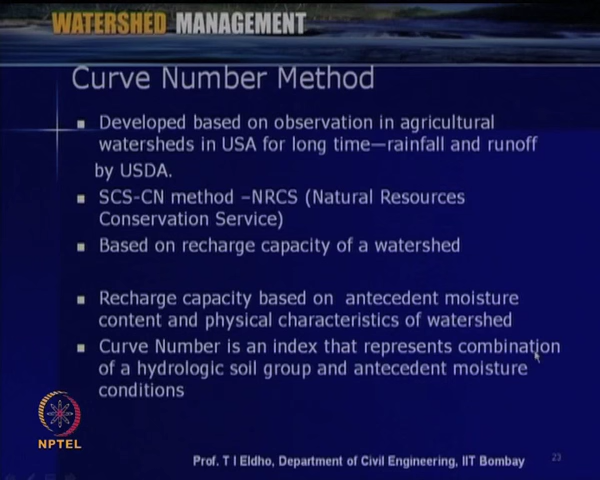 WATERSHED MANAGEMENT
Curve Number Method
Developed based on observation in agricultural
watersheds in USA for long time—rainfall and runoff
by USDA.
SCS-CN method –NRCS (Natural Resources
Conservation Service)
Based on recharge capacity of a watershed
Recharge capacity based on antecedent moisture
content and physical characteristics of watershed
Curve Number is an index that represents combination
of a hydrologic soil group and antecedent moisture
conditions
NPTEL
Prof. T I Eldho, Department of Civil Engineering, IIT Bombay